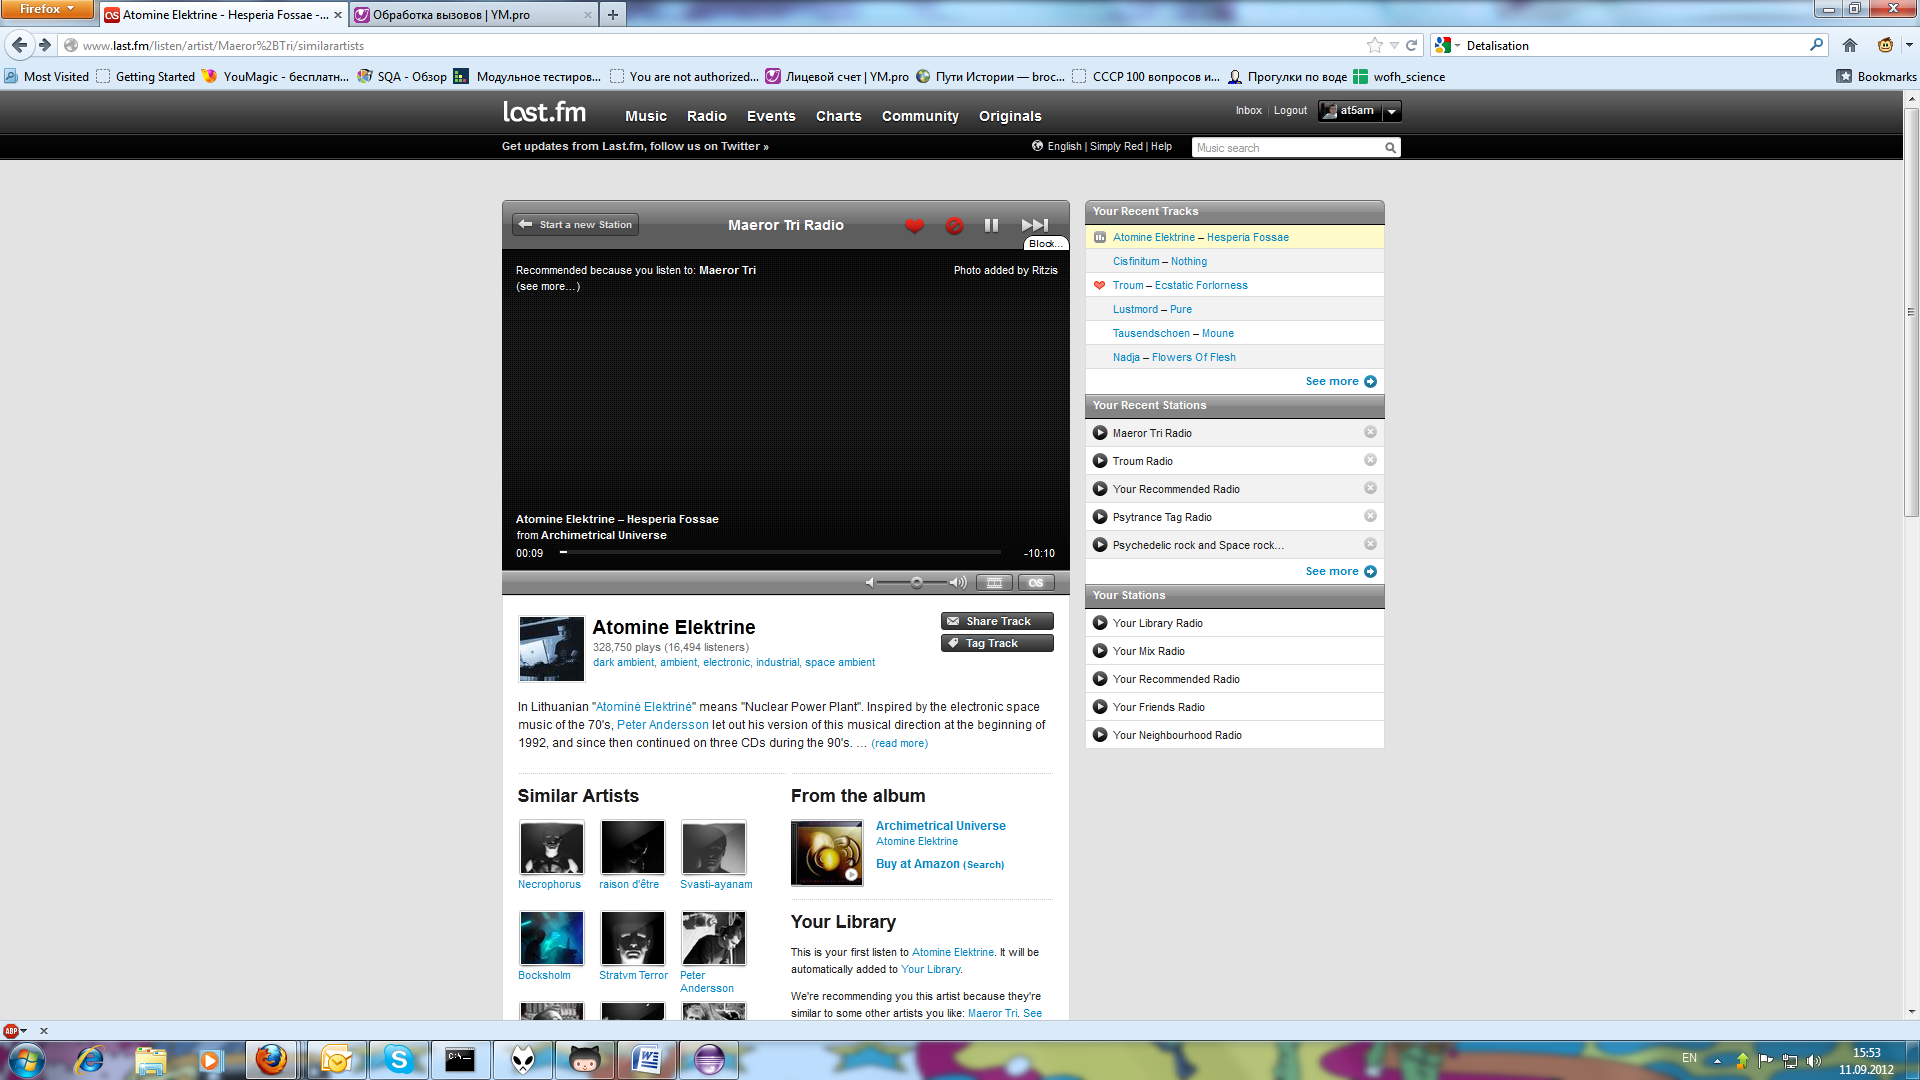 Firefox
Atomine Elektrine - Hesperia Fossae -...
Обработка вызовов | YM.pro
www.last.fm/listen/artist/Maeror%2BTri/similarartists
Detalisation
Most Visited
Getting Started
YouMagic - бесплатн...
SQA - Обзор
Модульное тестиров...
You are not authorized...
Лицевой счет | YM.pro
Пути Истории — broc...
СССР 100 вопросов и...
Прогулки по воде
wofh_science
Bookmarks
last.fm
Music
Radio
Events
Charts
Community
Originals
Inbox | Logout
at5am
Get updates from Last.fm, follow us on Twitter »
English | Simply Red | Help
Music search
Start a new Station
Maeror Tri Radio
Block...
Recommended because you listen to: Maeror Tri
(see more...)
Photo added by Ritzis
Atomine Elektrine – Hesperia Fossae
from Archimetrical Universe
00:09
-10:10
Atomine Elektrine
328,750 plays (16,494 listeners)
dark ambient, ambient, electronic, industrial, space ambient
Share Track
Tag Track
In Lithuanian "Atominė Elektrinė" means "Nuclear Power Plant". Inspired by the electronic space
music of the 70's, Peter Andersson let out his version of this musical direction at the beginning of
1992, and since then continued on three CDs during the 90's. ... (read more)
Similar Artists
Necrophorus
raison d'être
Svasti-ayanam
Bocksholm
Stratvm Terror
Peter
Andersson
From the album
Archimetrical Universe
Atomine Elektrine
Buy at Amazon (Search)
Your Library
This is your first listen to Atomine Elektrine. It will be
automatically added to Your Library.
We're recommending you this artist because they're
similar to some other artists you like: Maeror Tri. See
Your Recent Tracks
Atomine Elektrine – Hesperia Fossae
Cisfinitum – Nothing
Troum – Ecstatic Forlorness
Lustmord – Pure
Tausendschoen – Moune
Nadja – Flowers Of Flesh
See more
Your Recent Stations
Maeror Tri Radio
Troum Radio
Your Recommended Radio
Psytrance Tag Radio
Psychedelic rock and Space rock...
See more
Your Stations
Your Library Radio
Your Mix Radio
Your Recommended Radio
Your Friends Radio
Your Neighbourhood Radio
ABP
C:\_
EN
15:53
11.09.2012